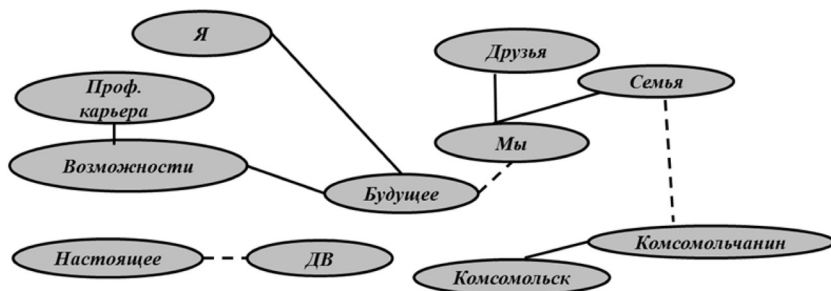 Я
Друзья
Семья
Проф.
карьера
Мы
Возможности
Будущее
Комсомольчанин
Настоящее
ДВ
Комсомольск